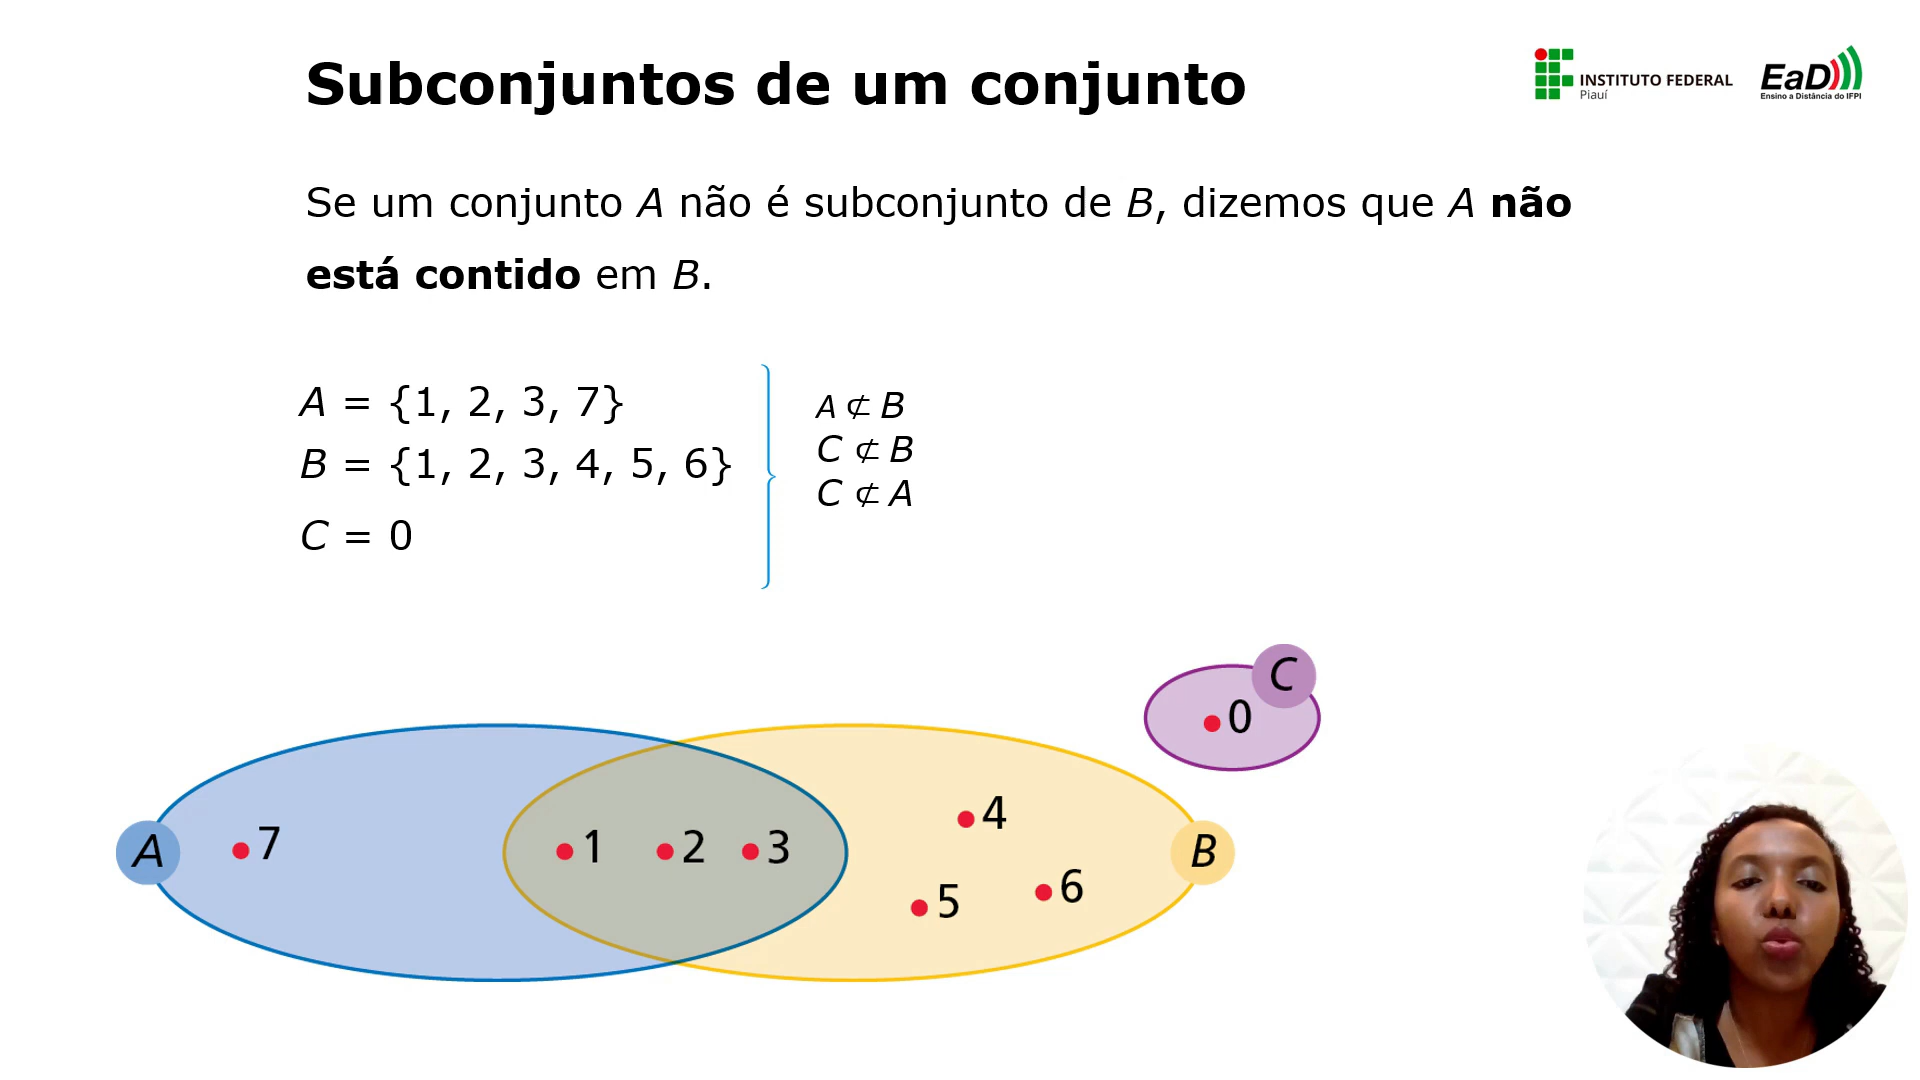 Subconjuntos de um conjunto
INSTITUTO FEDERAL
Piauí
EaD
Ensino a Distância do IFPI
Se um conjunto A não é subconjunto de B, dizemos que A não
está contido em B.
A = {1, 2, 3, 7}
B = {1, 2, 3, 4, 5, 6}
C = 0
A ⊄ B
C ⊄ B
C ⊄ A
C
0
A
7
1
2
3
4
5
6
B